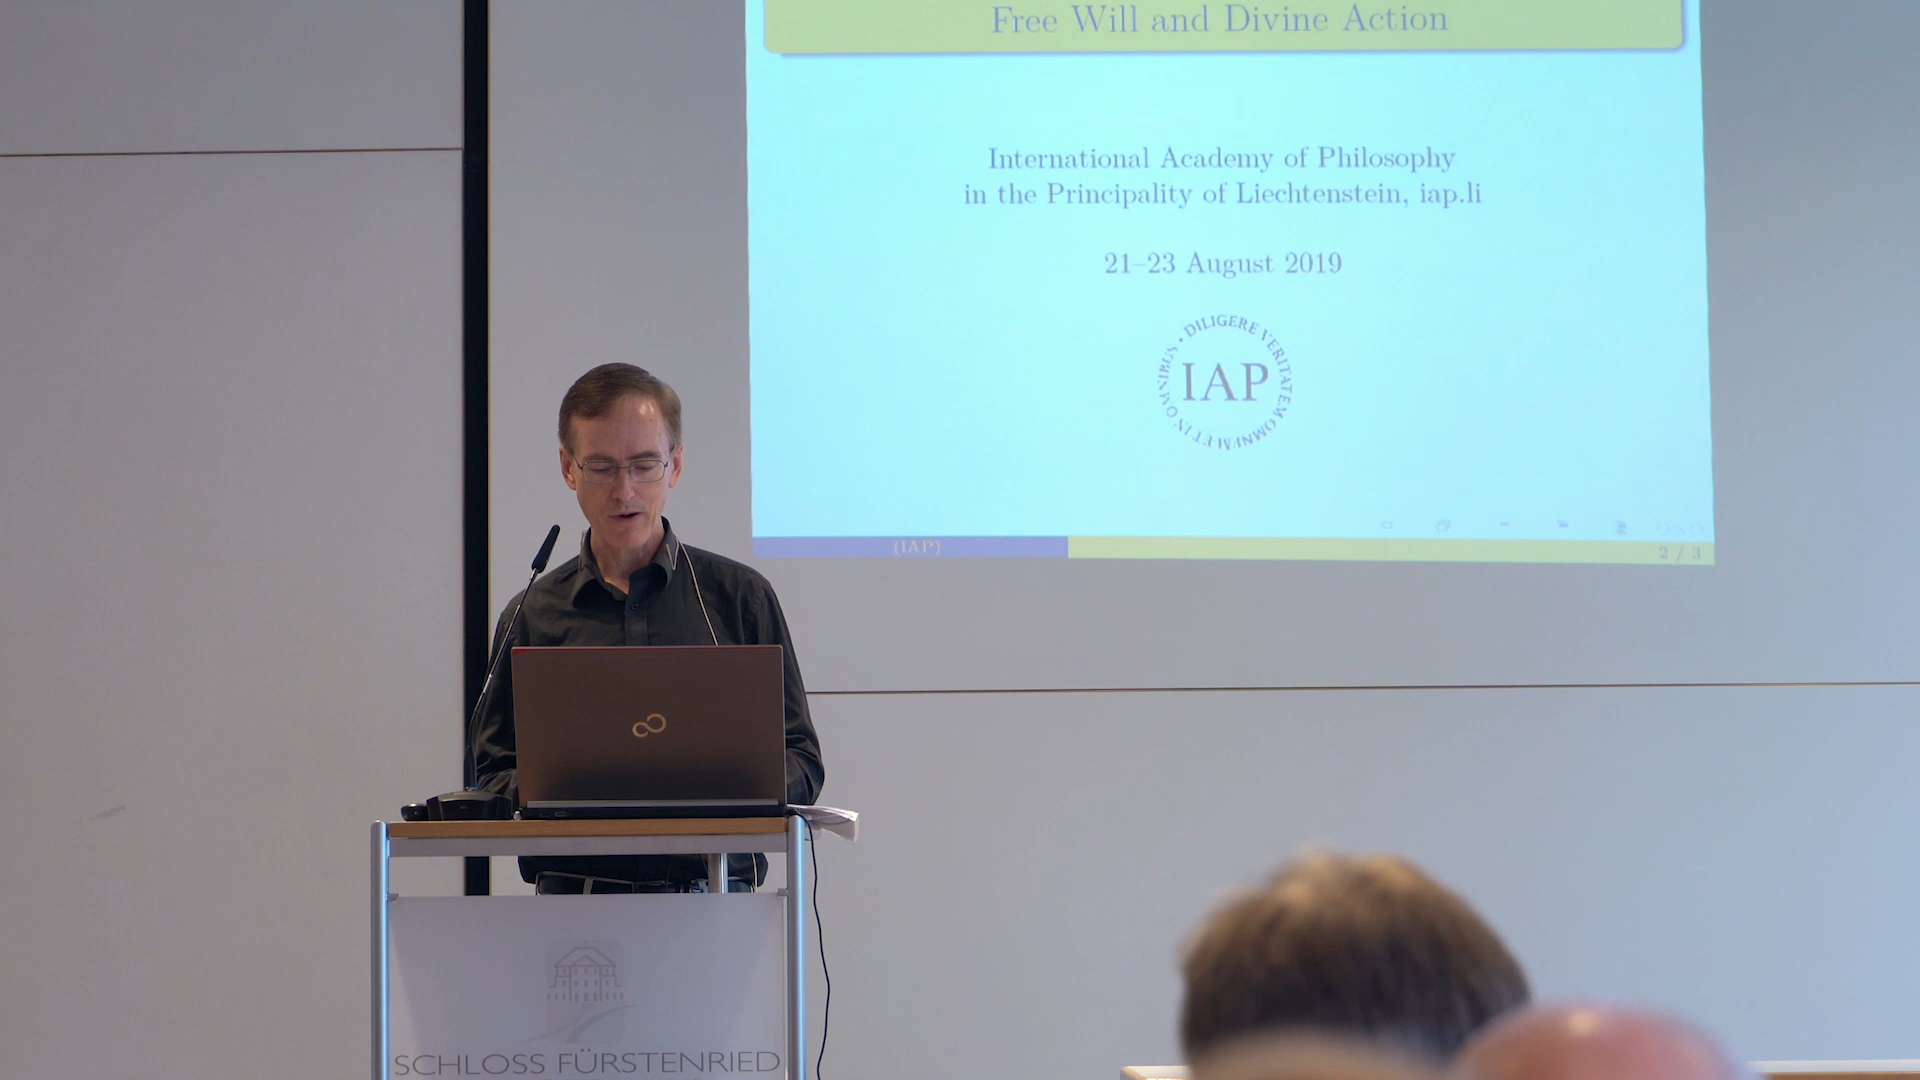 Free Will and Divine Action
International Academy of Philosophy
in the Principality of Liechtenstein, iap.li
21–23 August 2019
· DILIGERE VERITATEM OMNEM ET IN OMNIBUS
IAP
(IAP)
2 / 3
SCHLOSS FÜRSTENRIED